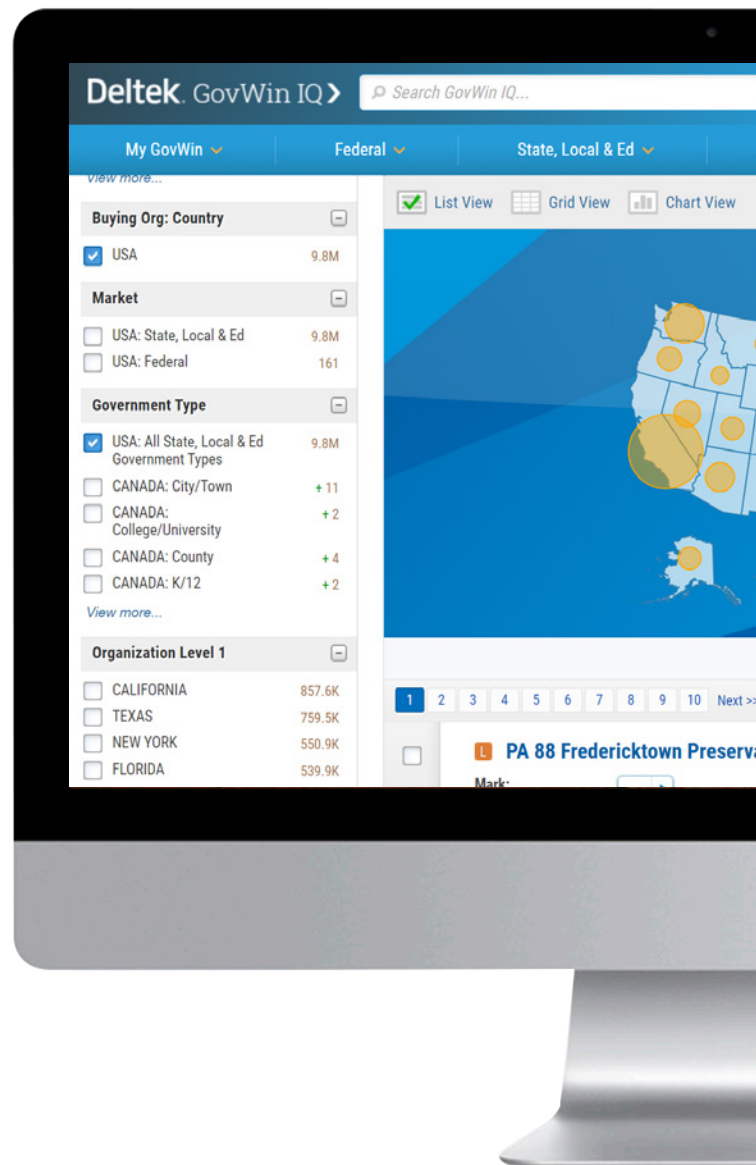 Deltek. GovWin IQ
Search GovWin IQ...
My GovWin
Federal
State, Local & Ed
View more...
List View
Grid View
Chart View
Buying Org: Country
USA 9.8M
Market
USA: State, Local & Ed 9.8M
USA: Federal 161
Government Type
USA: All State, Local & Ed 9.8M
Government Types
CANADA: City/Town + 11
CANADA: + 2
College/University
CANADA: County + 4
CANADA: K/12 + 2
View more...
Organization Level 1
CALIFORNIA 857.6K
TEXAS 759.5K
NEW YORK 550.9K
FLORIDA 539.9K
1 2 3 4 5 6 7 8 9 10 Next >>
L PA 88 Fredericktown Preserva
Mark: